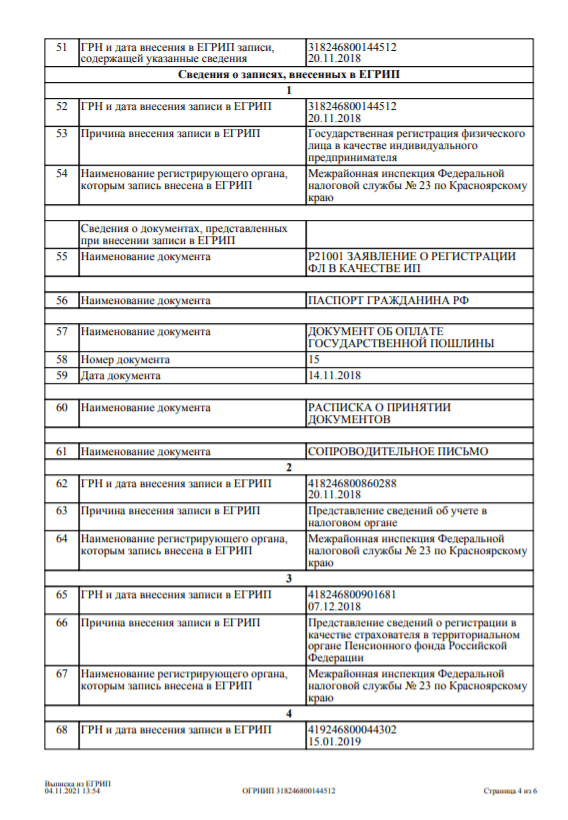 51 ГРН и дата внесения в ЕГРИП записи, 318246800144512
содержащей указанные сведения 20.11.2018
Сведения о записях, внесенных в ЕГРИП
1
52 ГРН и дата внесения записи в ЕГРИП 318246800144512
20.11.2018
53 Причина внесения записи в ЕГРИП Государственная регистрация физического
лица в качестве индивидуального
предпринимателя
54 Наименование регистрирующего органа, Межрайонная инспекция Федеральной
которым запись внесена в ЕГРИП налоговой службы № 23 по Красноярскому
краю
Сведения о документах, представленных
при внесении записи в ЕГРИП
55 Наименование документа Р21001 ЗАЯВЛЕНИЕ О РЕГИСТРАЦИИ
ФЛ В КАЧЕСТВЕ ИП
56 Наименование документа ПАСПОРТ ГРАЖДАНИНА РФ
57 Наименование документа ДОКУМЕНТ ОБ ОПЛАТЕ
ГОСУДАРСТВЕННОЙ ПОШЛИНЫ
58 Номер документа 15
59 Дата документа 14.11.2018
60 Наименование документа РАСПИСКА О ПРИНЯТИИ
ДОКУМЕНТОВ
61 Наименование документа СОПРОВОДИТЕЛЬНОЕ ПИСЬМО
2
62 ГРН и дата внесения записи в ЕГРИП 418246800860288
20.11.2018
63 Причина внесения записи в ЕГРИП Представление сведений об учете в
налоговом органе
64 Наименование регистрирующего органа, Межрайонная инспекция Федеральной
которым запись внесена в ЕГРИП налоговой службы № 23 по Красноярскому
краю
3
65 ГРН и дата внесения записи в ЕГРИП 418246800901681
07.12.2018
66 Причина внесения записи в ЕГРИП Представление сведений о регистрации в
качестве страхователя в территориальном
органе Пенсионного фонда Российской
Федерации
67 Наименование регистрирующего органа, Межрайонная инспекция Федеральной
которым запись внесена в ЕГРИП налоговой службы № 23 по Красноярскому
краю
4
68 ГРН и дата внесения записи в ЕГРИП 419246800044302
15.01.2019
Выписка из ЕГРИП
04.11.2021 13:54 ОГРНИП 318246800144512 Страница 4 из 6